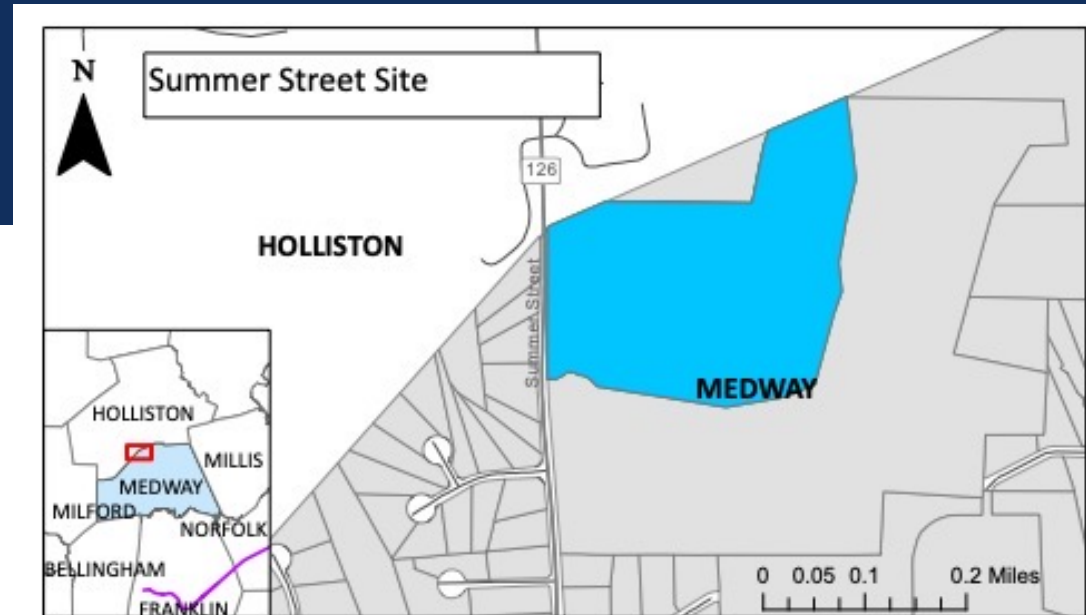 N
Summer Street Site
126
HOLLISTON
Summer Street
MEDWAY
HOLLISTON
MILLIS
MEDWAY
MILFORD
NORFOLK
BELLINGHAM
FRANKLIN
0 0.05 0.1 0.2 Miles